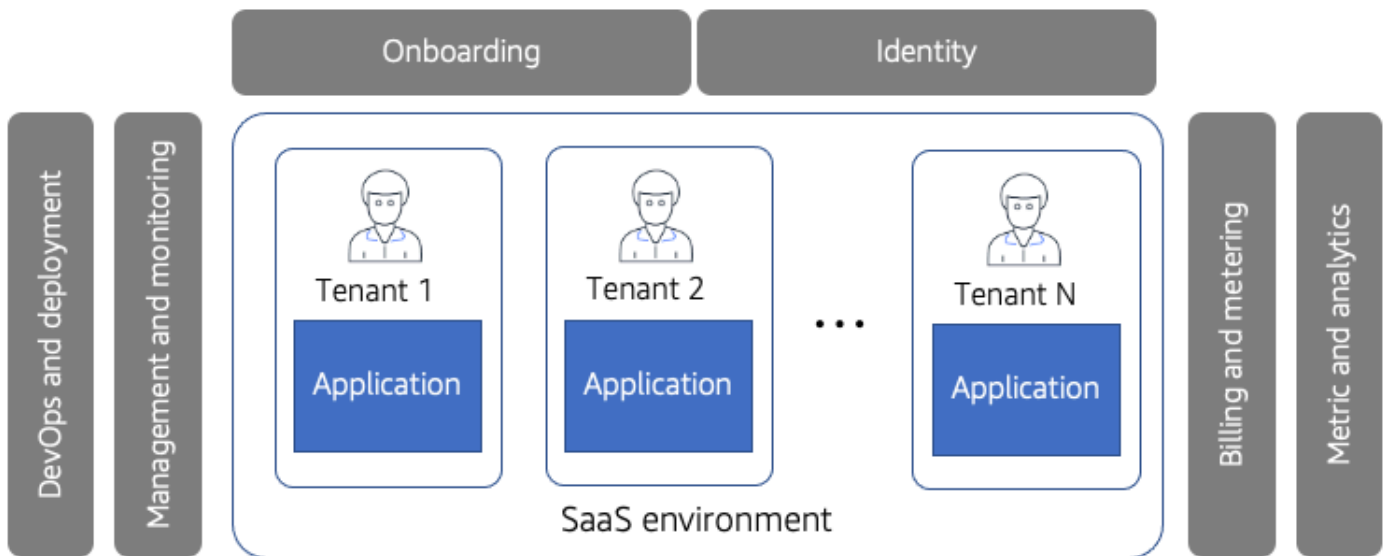 Onboarding
Identity
DevOps and deployment
Management and monitoring
Tenant 1
Application
Tenant 2
Application
...
Tenant N
Application
SaaS environment
Billing and metering
Metric and analytics